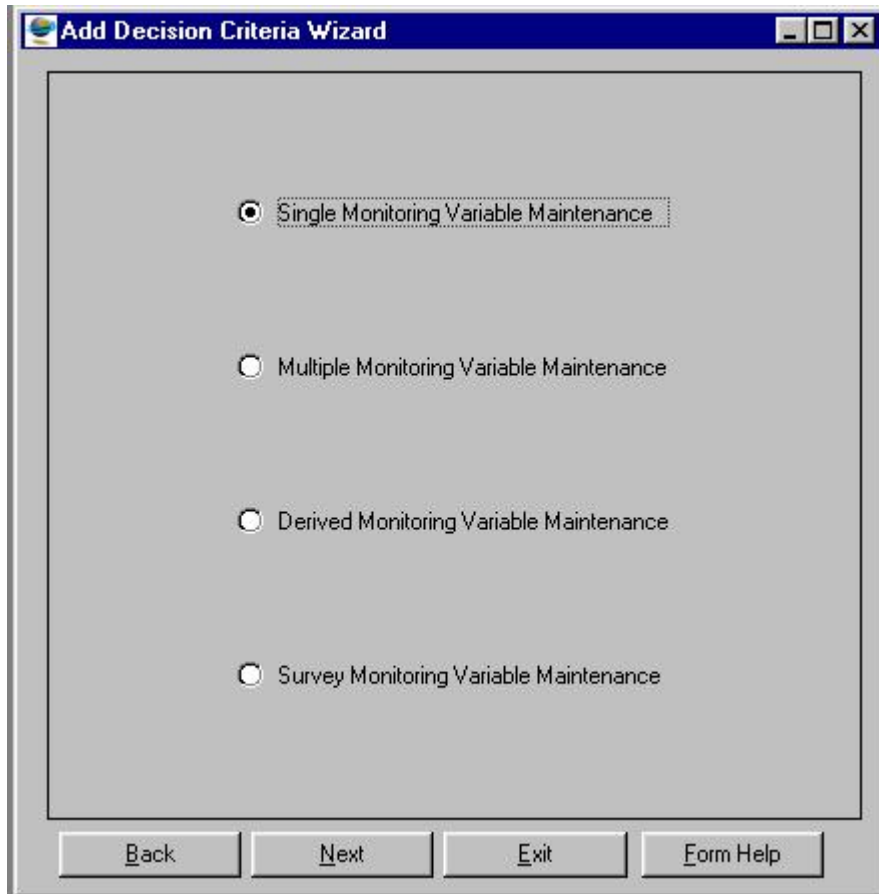 Add Decision Criteria Wizard
Single Monitoring Variable Maintenance
Multiple Monitoring Variable Maintenance
Derived Monitoring Variable Maintenance
Survey Monitoring Variable Maintenance
Back Next Exit Form Help